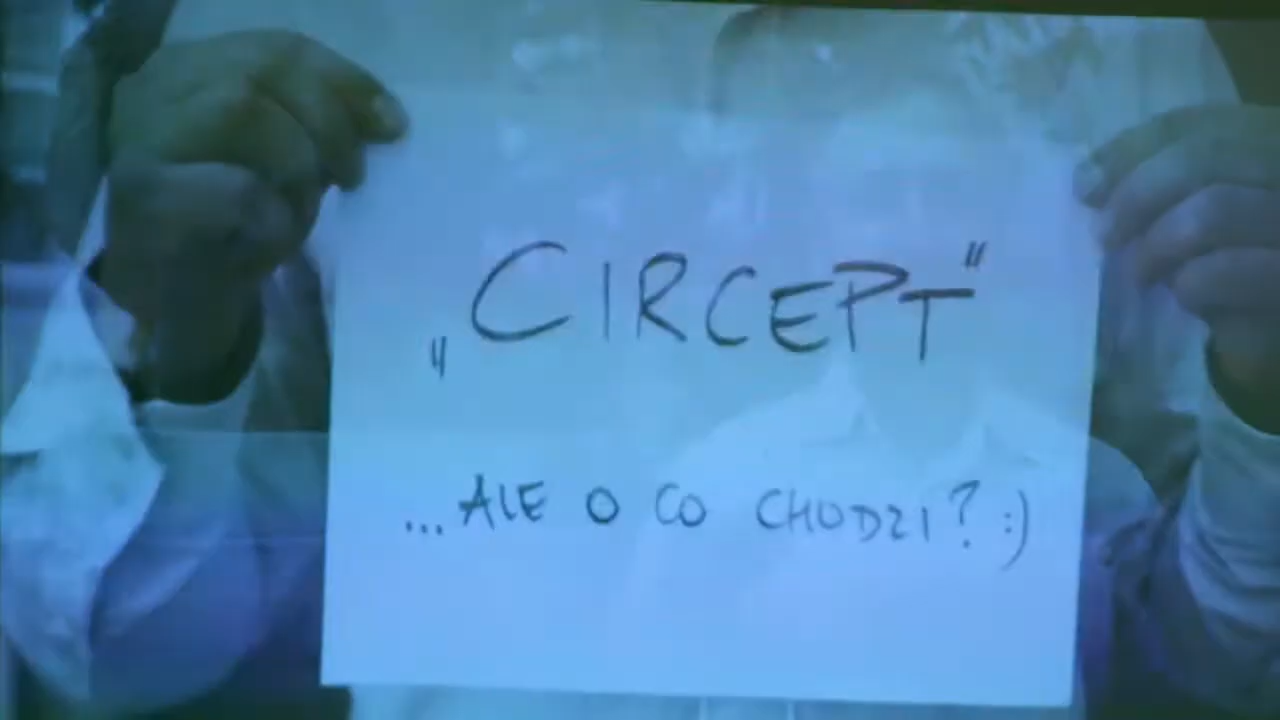 „CIRCEPT"
...ALE O CO CHODZI? :)